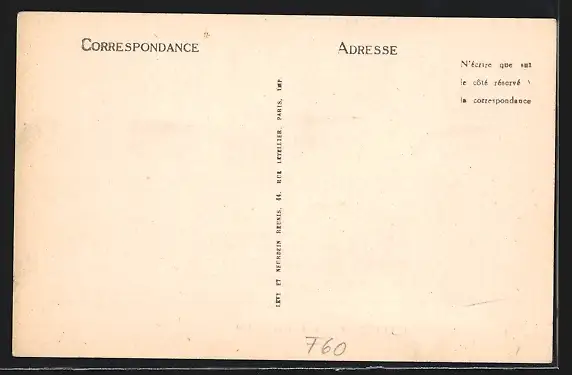 CORRESPONDANCE
ADRESSE
N'écrire que sur
le côté réservé à
la correspondance
LEVY ET NEURDEIN REUNIS, 44, RUE LETELLIER, PARIS, IMP.
760